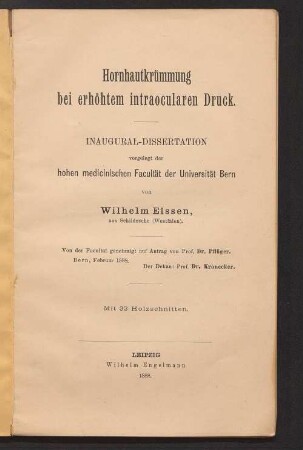 Hornhautkrümmung
bei erhöhtem intraocularen Druck.
INAUGURAL-DISSERTATION
vorgelegt der
hohen medicinischen Facultät der Universität Bern
von
Wilhelm Eissen,
aus Schildesche (Westfalen).
Von der Facultät genehmigt auf Antrag von Prof. Dr. Pflüger.
Bern, Februar 1888.
Der Dekan: Prof. Dr. Kronecker.
Mit 22 Holzschnitten.
LEIPZIG
Wilhelm Engelmann
1888.